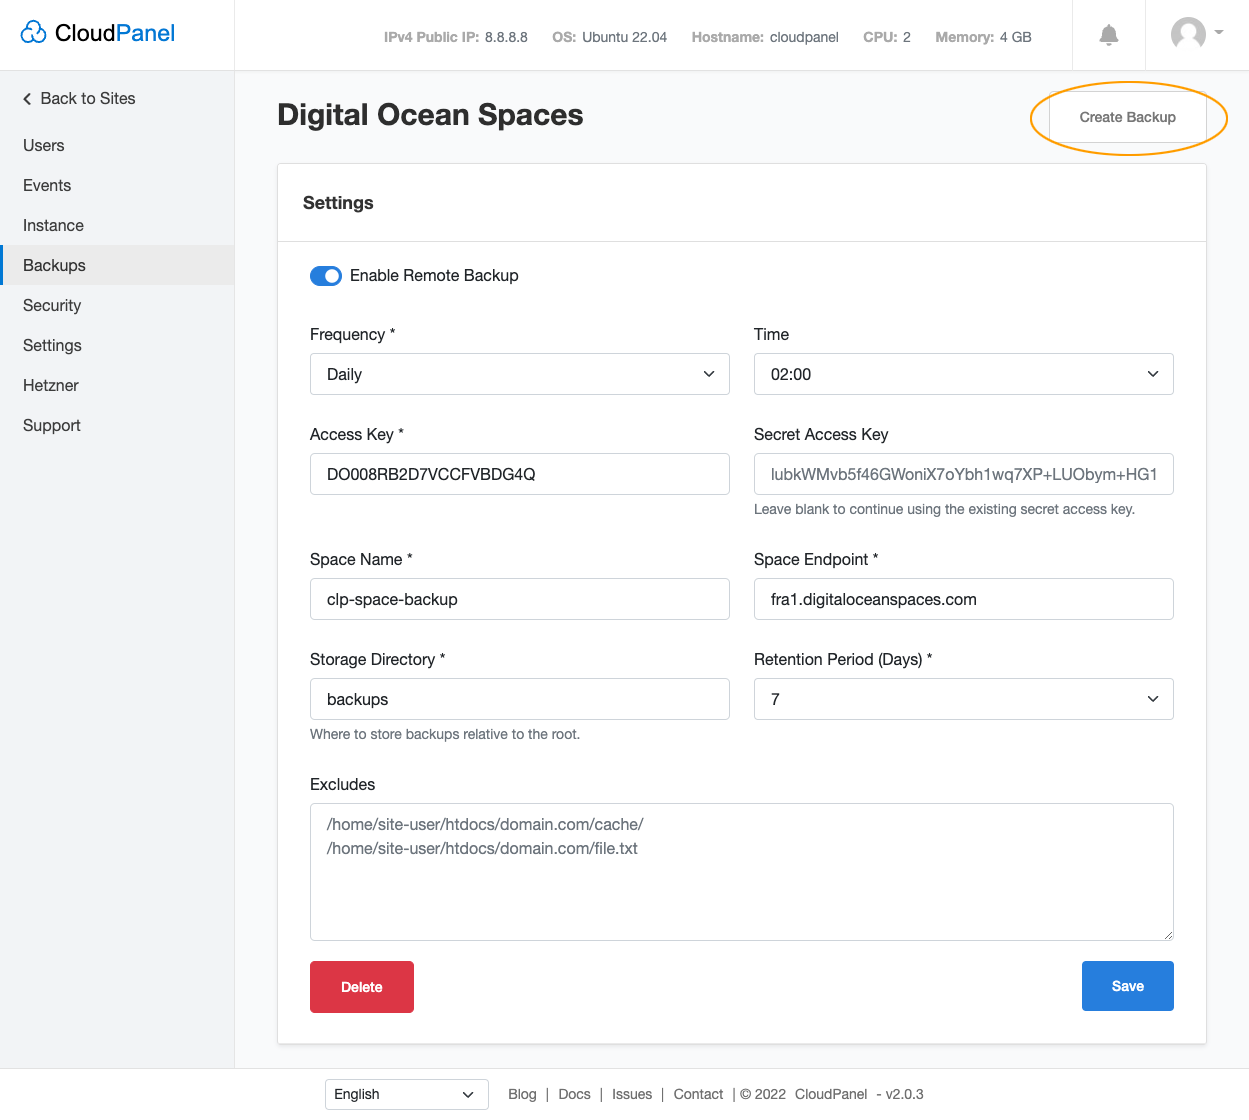 CloudPanel
IPv4 Public IP: 8.8.8.8 OS: Ubuntu 22.04 Hostname: cloudpanel CPU: 2 Memory: 4 GB
Back to Sites
Users
Events
Instance
Backups
Security
Settings
Hetzner
Support
Digital Ocean Spaces
Create Backup
Settings
Enable Remote Backup
Frequency *
Daily
Time
02:00
Access Key *
DO008RB2D7VCCFVBDG4Q
Secret Access Key
lubkWMvb5f46GWoniX7oYbh1wq7XP+LUObym+HG1
Leave blank to continue using the existing secret access key.
Space Name *
clp-space-backup
Space Endpoint *
fra1.digitaloceanspaces.com
Storage Directory *
backups
Where to store backups relative to the root.
Retention Period (Days) *
7
Excludes
/home/site-user/htdocs/domain.com/cache/
/home/site-user/htdocs/domain.com/file.txt
Delete
Save
English
Blog | Docs | Issues | Contact | © 2022 CloudPanel - v2.0.3